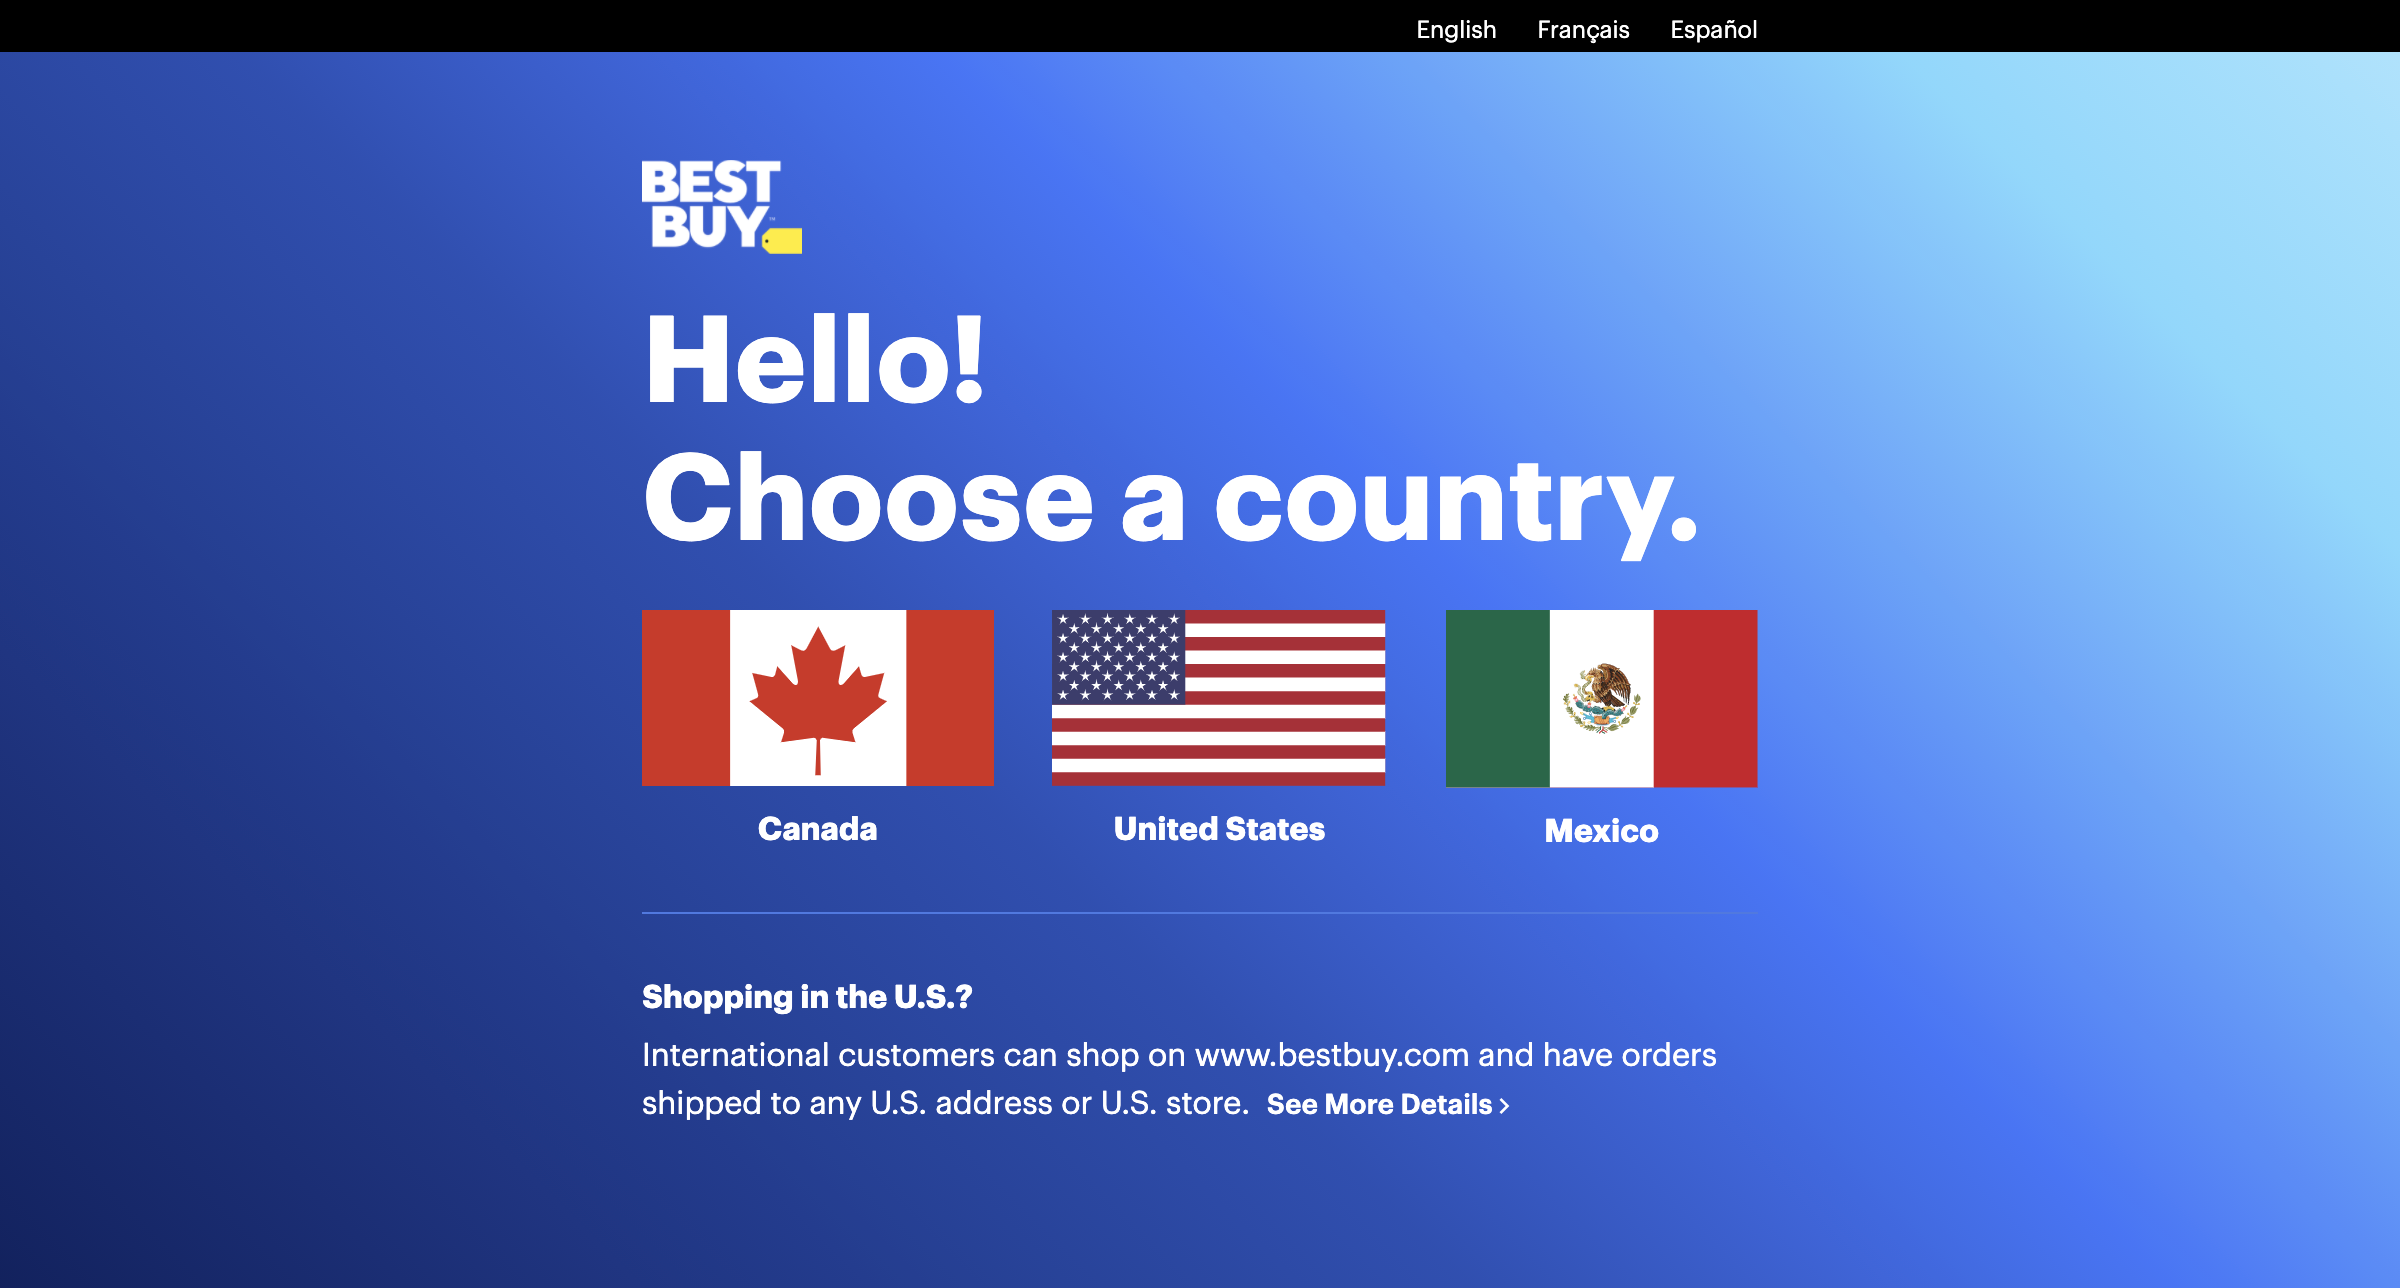 English Français Español
BEST
BUY™
Hello!
Choose a country.
Canada United States Mexico
Shopping in the U.S.?
International customers can shop on www.bestbuy.com and have orders
shipped to any U.S. address or U.S. store. See More Details ›